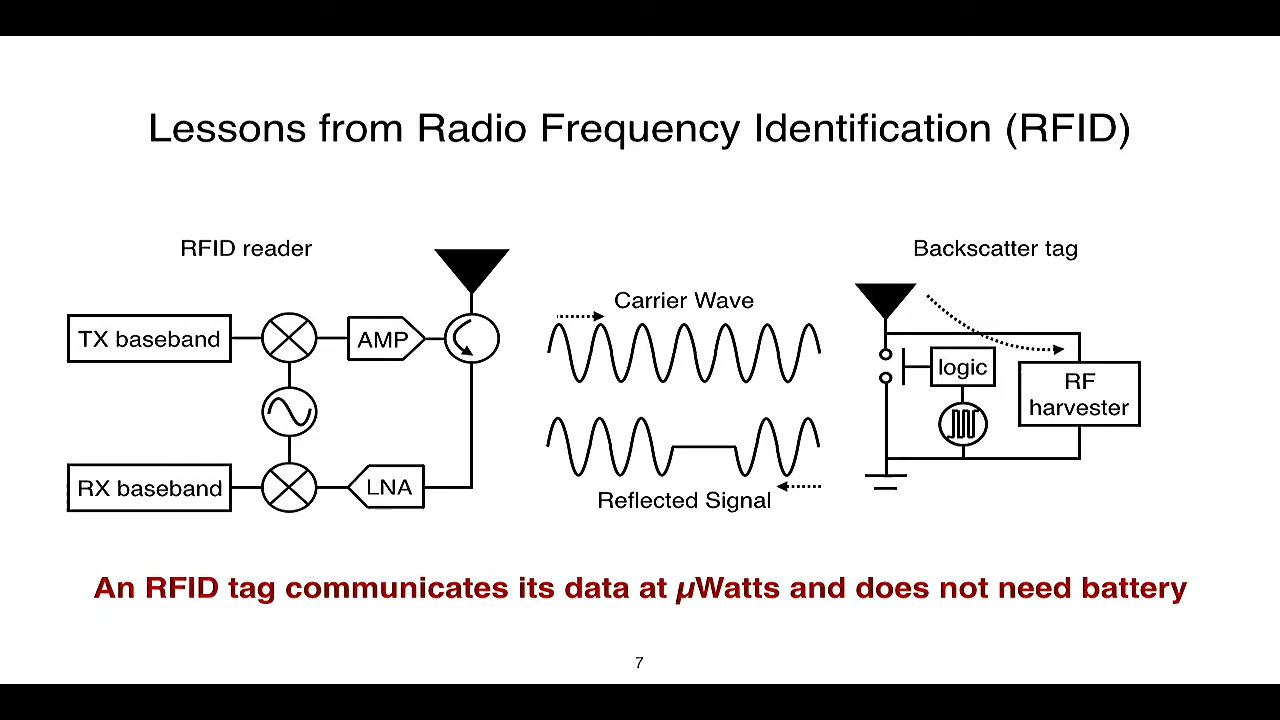 Lessons from Radio Frequency Identification (RFID)
RFID reader
TX baseband
AMP
RX baseband
LNA
Carrier Wave
Reflected Signal
Backscatter tag
logic
RF
harvester
An RFID tag communicates its data at µWatts and does not need battery
7